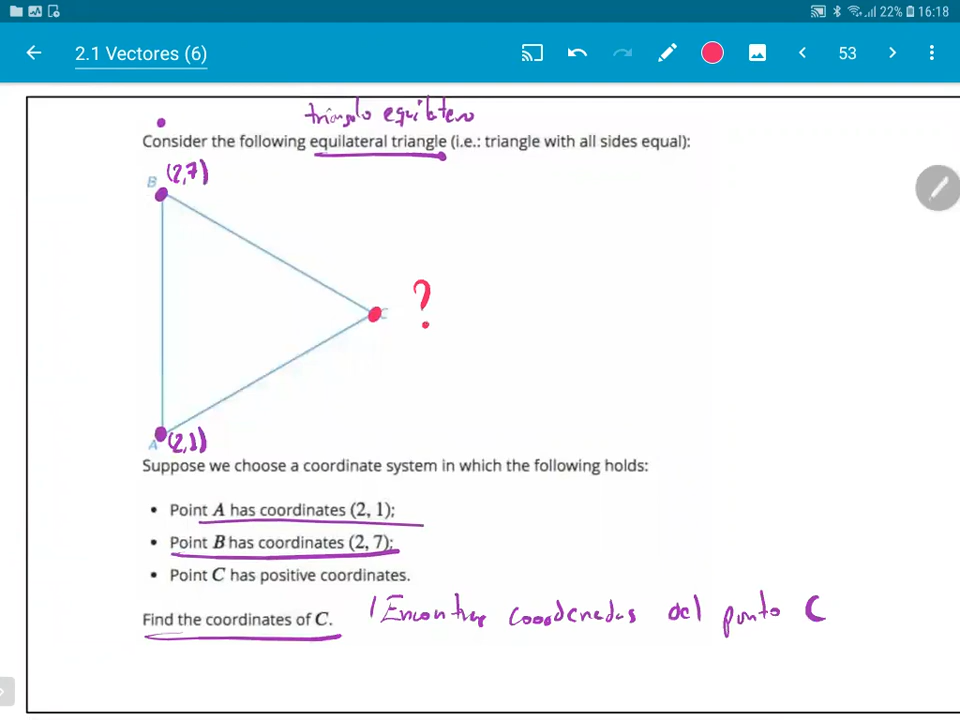 22% 16:18
2.1 Vectores (6)
53
triángulo equilatero
Consider the following equilateral triangle (i.e.: triangle with all sides equal):
B (2,7)
C ?
A (2,1)
Suppose we choose a coordinate system in which the following holds:
• Point A has coordinates (2, 1);
• Point B has coordinates (2, 7);
• Point C has positive coordinates.
Find the coordinates of C. Encontrar coordenadas del punto C